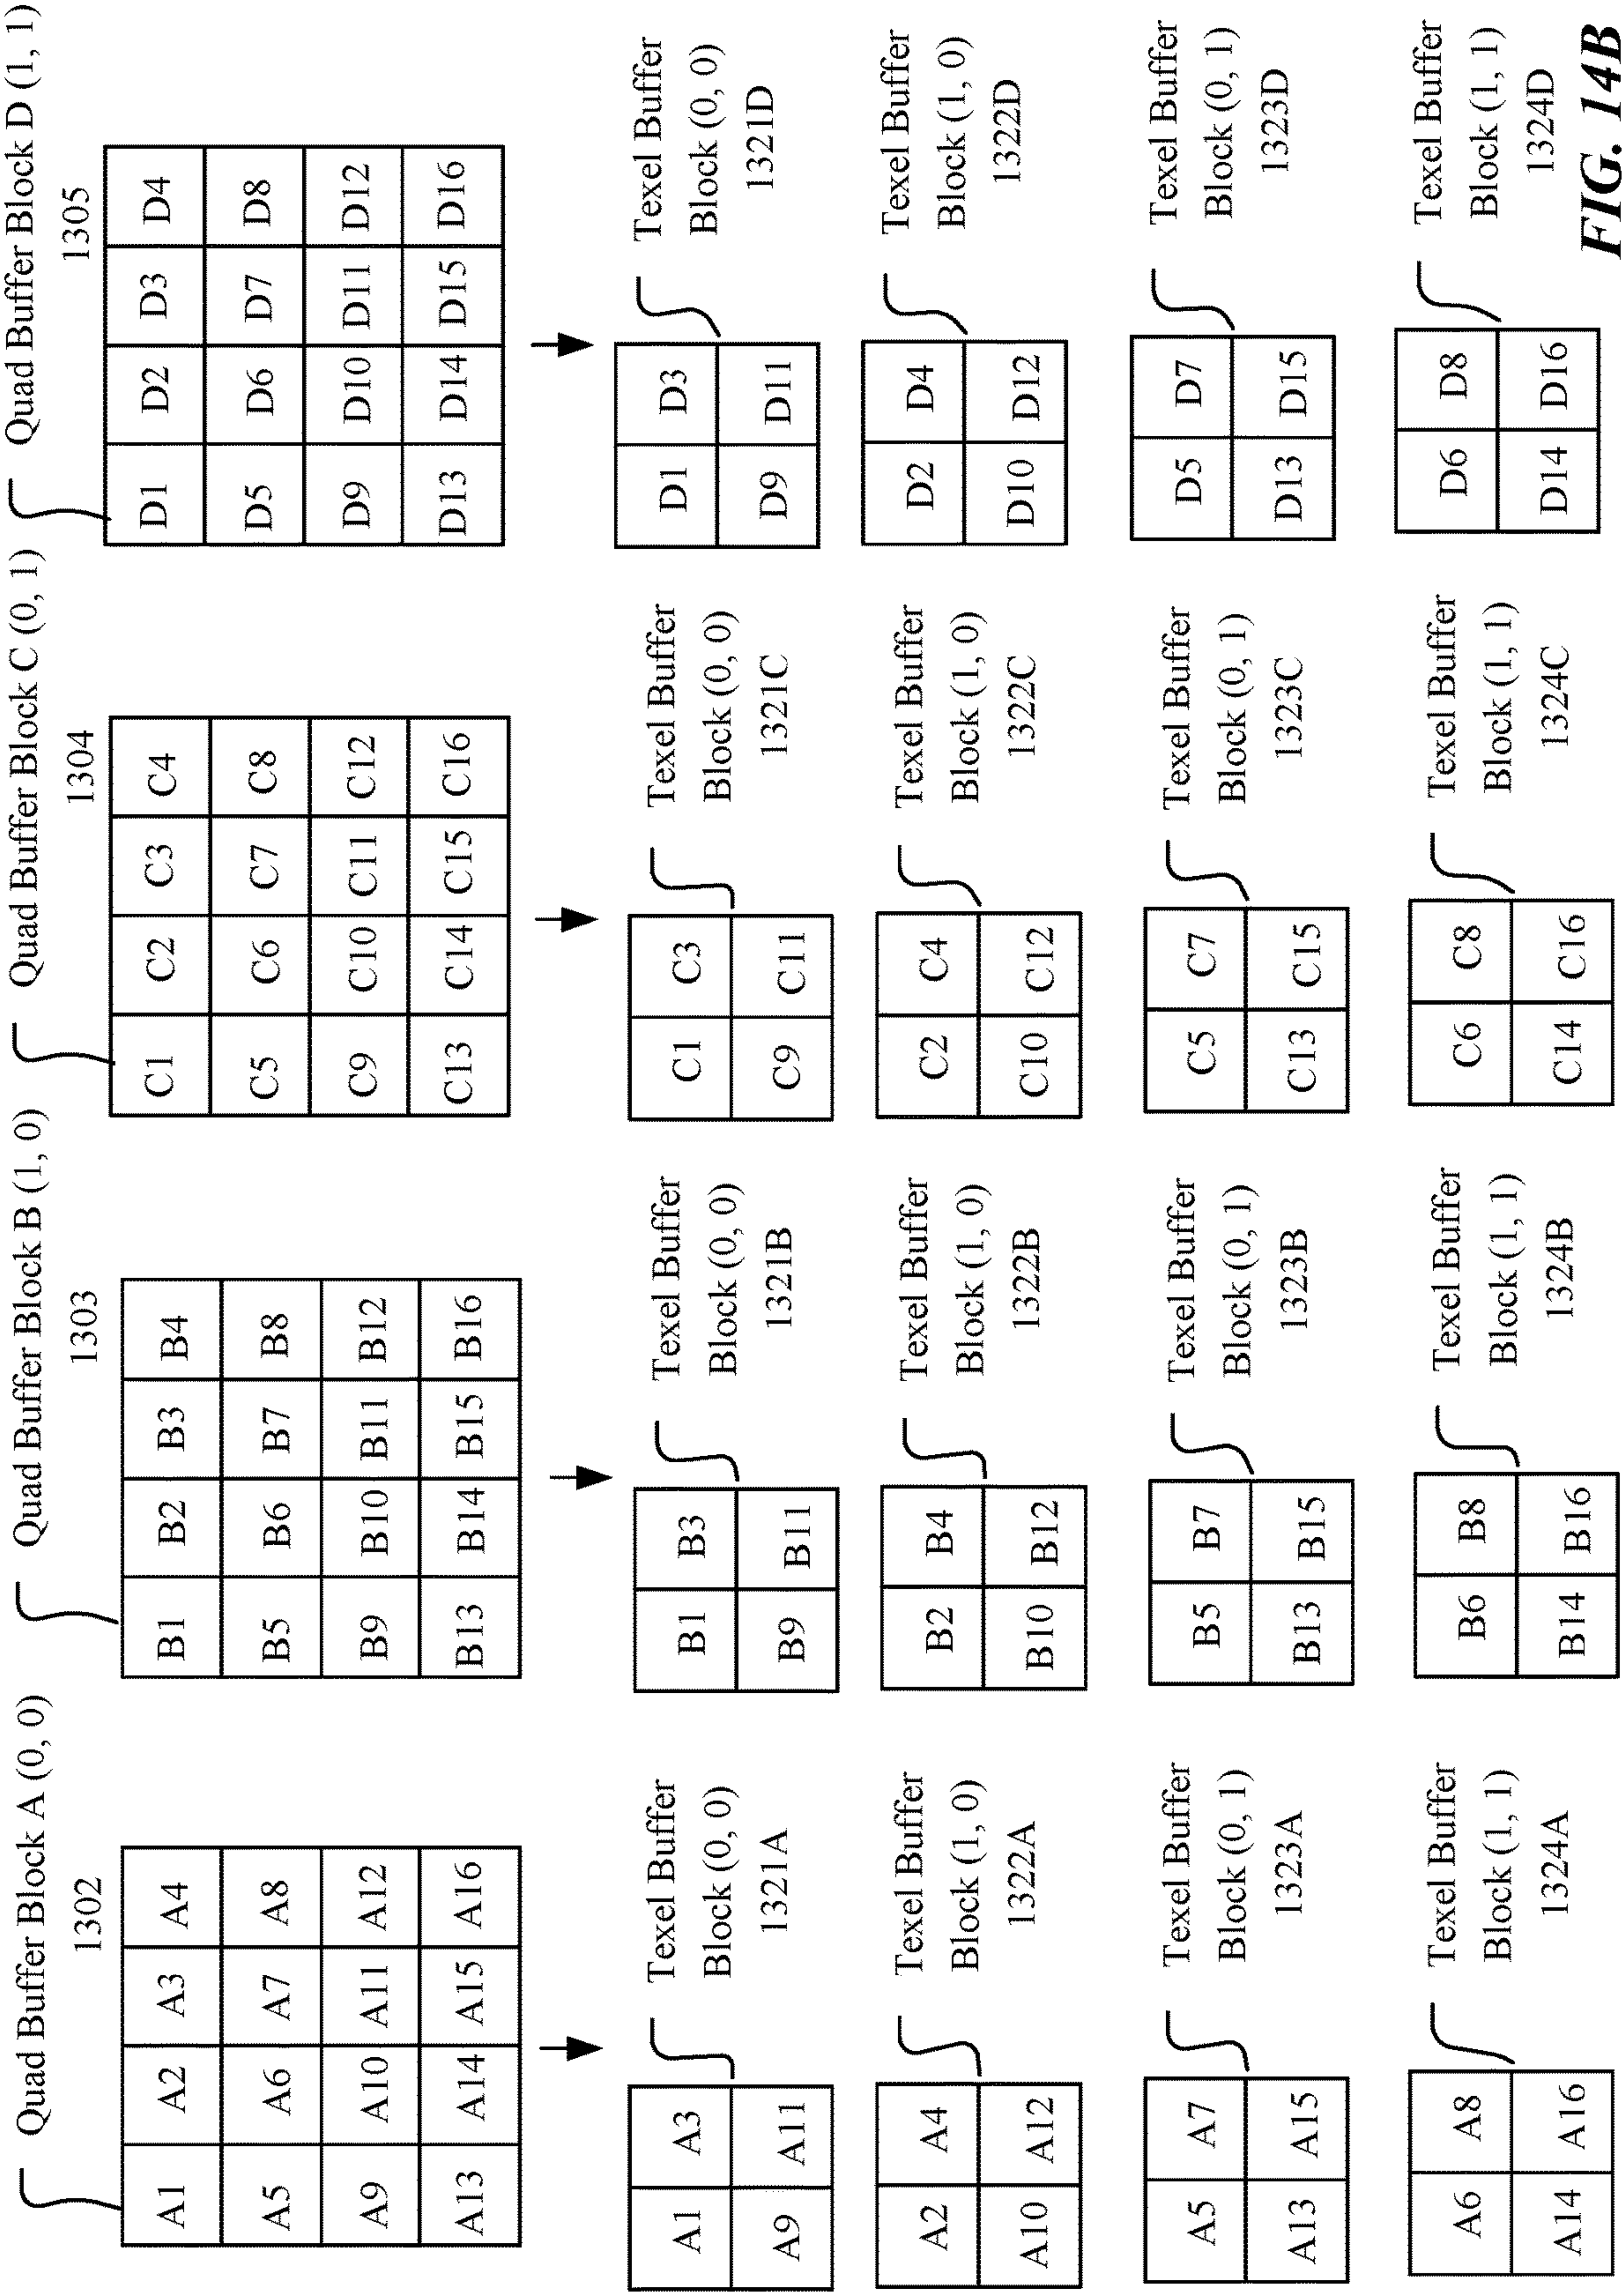 Quad Buffer Block A (0, 0)
1302
A1 A2 A3 A4
A5 A6 A7 A8
A9 A10 A11 A12
A13 A14 A15 A16
A1 A3
A9 A11
Texel Buffer
Block (0, 0)
1321A
A2 A4
A10 A12
Texel Buffer
Block (1, 0)
1322A
A5 A7
A13 A15
Texel Buffer
Block (0, 1)
1323A
A6 A8
A14 A16
Texel Buffer
Block (1, 1)
1324A
Quad Buffer Block B (1, 0)
1303
B1 B2 B3 B4
B5 B6 B7 B8
B9 B10 B11 B12
B13 B14 B15 B16
B1 B3
B9 B11
Texel Buffer
Block (0, 0)
1321B
B2 B4
B10 B12
Texel Buffer
Block (1, 0)
1322B
B5 B7
B13 B15
Texel Buffer
Block (0, 1)
1323B
B6 B8
B14 B16
Texel Buffer
Block (1, 1)
1324B
Quad Buffer Block C (0, 1)
1304
C1 C2 C3 C4
C5 C6 C7 C8
C9 C10 C11 C12
C13 C14 C15 C16
C1 C3
C9 C11
Texel Buffer
Block (0, 0)
1321C
C2 C4
C10 C12
Texel Buffer
Block (1, 0)
1322C
C5 C7
C13 C15
Texel Buffer
Block (0, 1)
1323C
C6 C8
C14 C16
Texel Buffer
Block (1, 1)
1324C
Quad Buffer Block D (1, 1)
1305
D1 D2 D3 D4
D5 D6 D7 D8
D9 D10 D11 D12
D13 D14 D15 D16
D1 D3
D9 D11
Texel Buffer
Block (0, 0)
1321D
D2 D4
D10 D12
Texel Buffer
Block (1, 0)
1322D
D5 D7
D13 D15
Texel Buffer
Block (0, 1)
1323D
D6 D8
D14 D16
Texel Buffer
Block (1, 1)
1324D
FIG. 14B